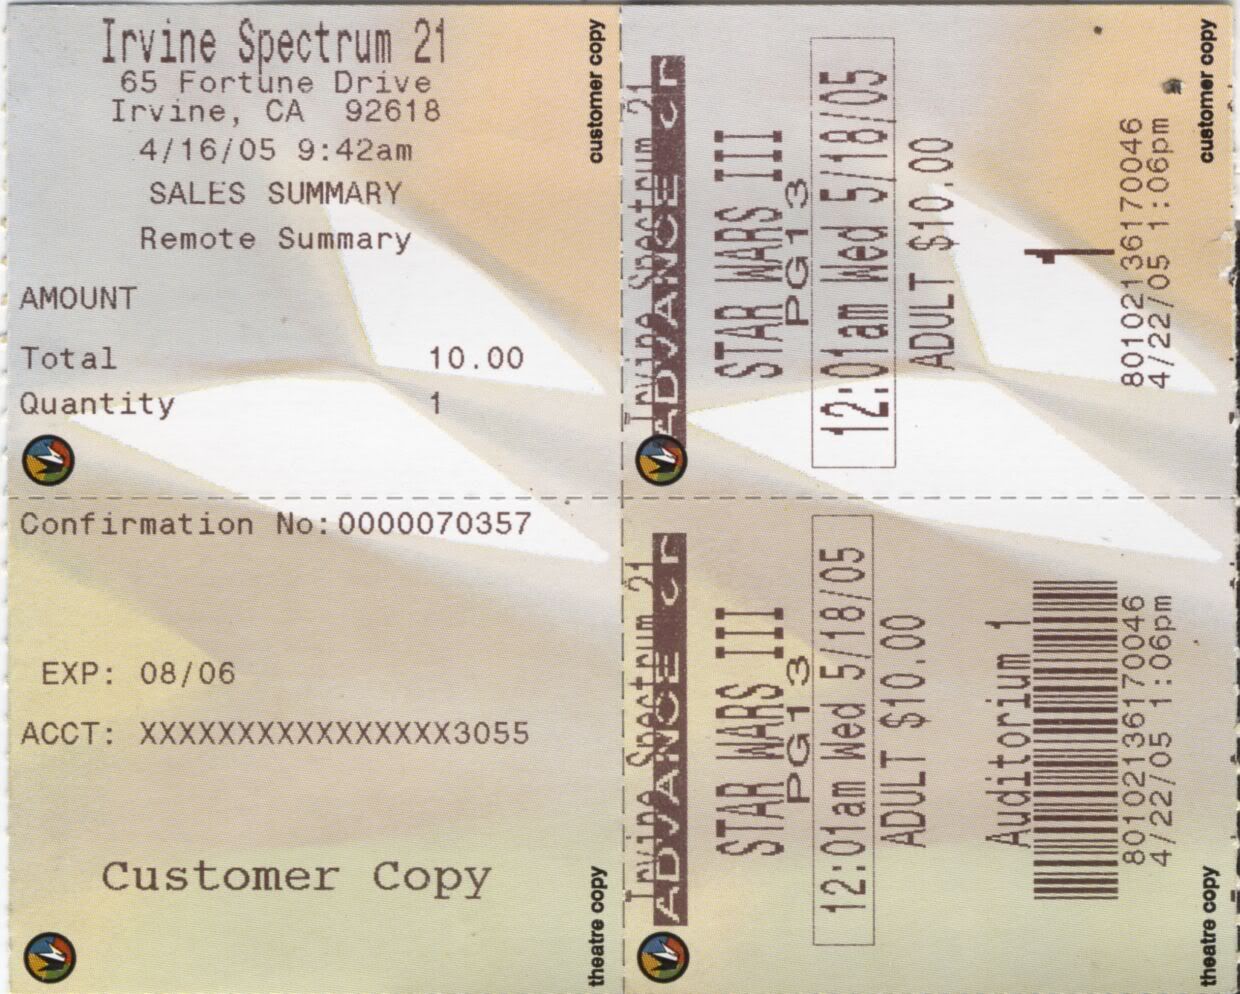 Irvine Spectrum 21
65 Fortune Drive
Irvine, CA 92618
4/16/05 9:42am
SALES SUMMARY
Remote Summary
AMOUNT
Total 10.00
Quantity 1
customer copy
Confirmation No:0000070357
EXP: 08/06
ACCT: XXXXXXXXXXXXXXXX3055
Customer Copy
theatre copy
Irvine Spectrum 21
ADVANCE
STAR WARS III
PG13
12:01am Wed 5/18/05
ADULT $10.00
1
80102136170046
4/22/05 1:06pm
customer copy
Irvine Spectrum 21
ADVANCE
STAR WARS III
PG13
12:01am Wed 5/18/05
ADULT $10.00
Auditorium 1
80102136170046
4/22/05 1:06pm
theatre copy